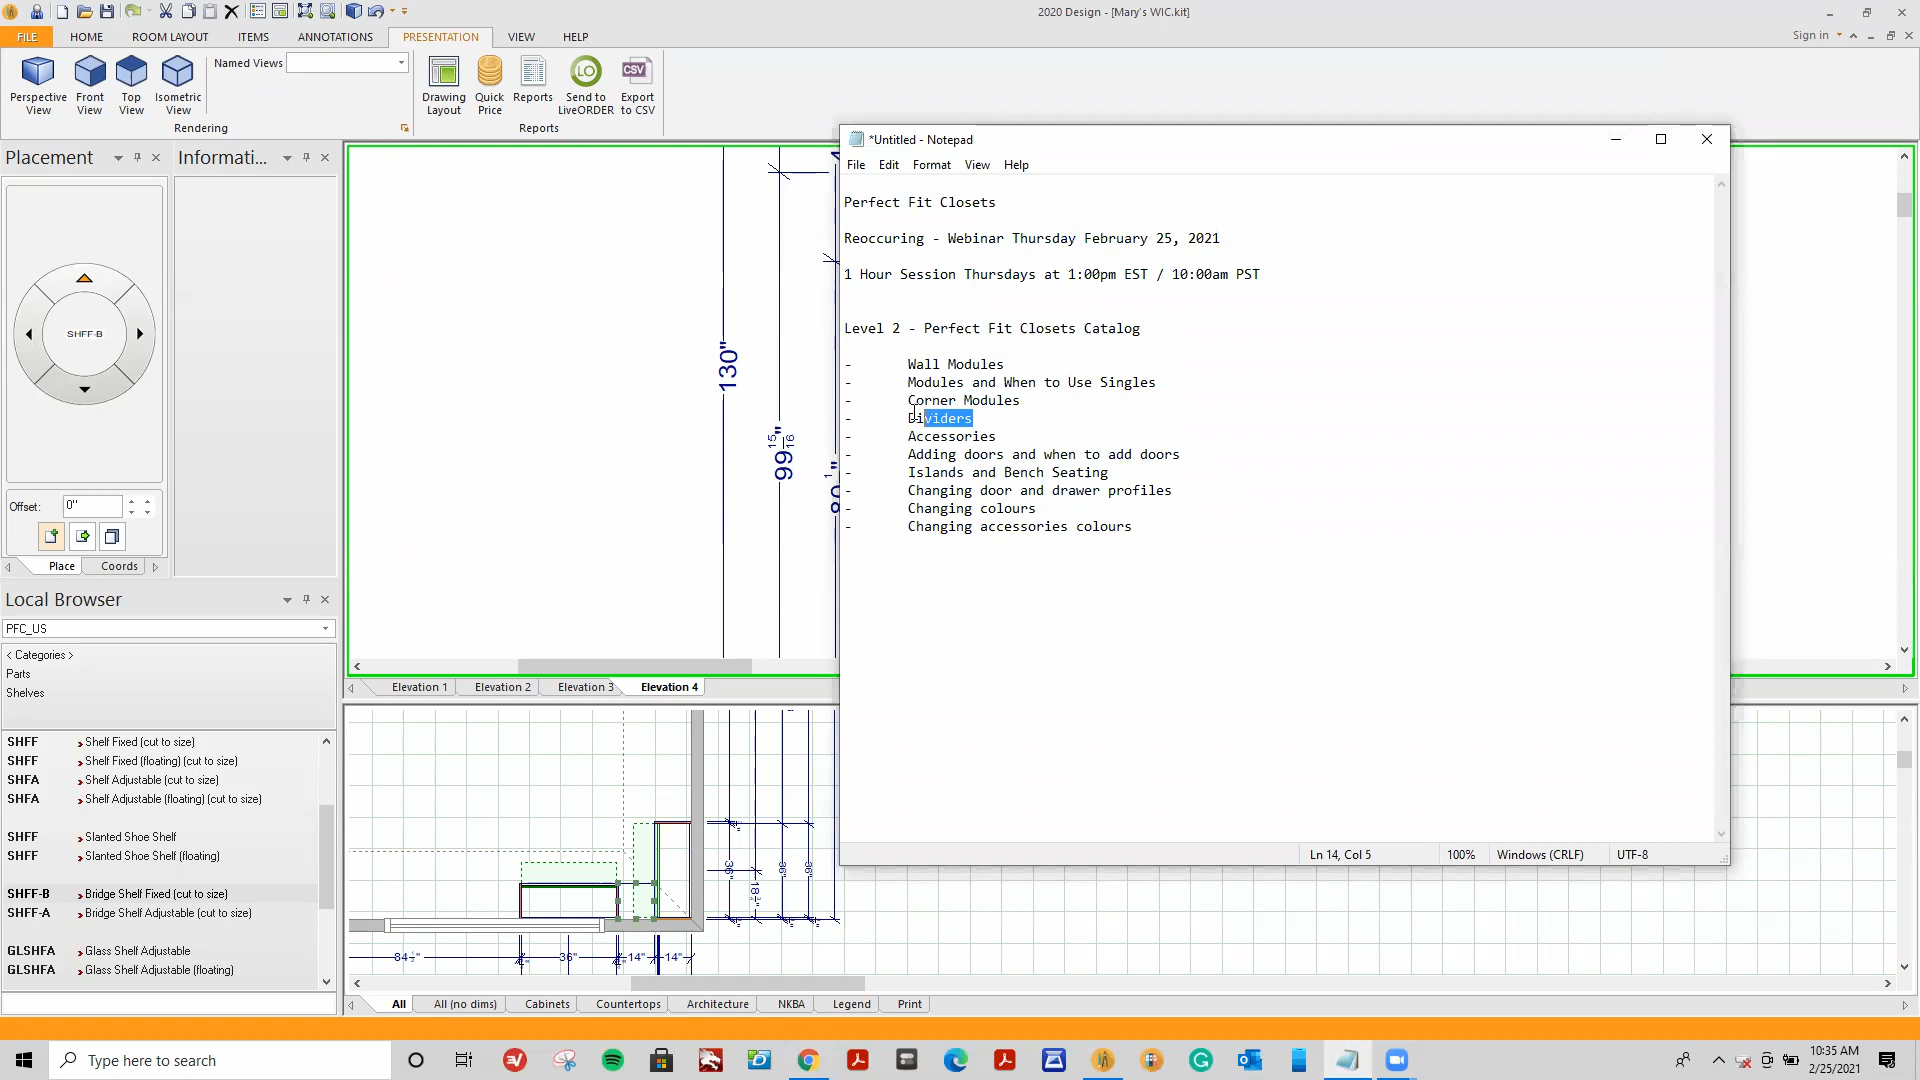 2020 Design - [Mary's WIC.kit]
FILE HOME ROOM LAYOUT ITEMS ANNOTATIONS PRESENTATION VIEW HELP
Sign in
Perspective View
Front View
Top View
Isometric View
Named Views
Rendering
Drawing Layout
Quick Price
Reports
Send to LiveORDER
Export to CSV
LO
CSV
Reports
Placement
Informati...
SHFF-B
Offset: 0"
Place Coords
Local Browser
PFC_US
< Categories >
Parts
Shelves
SHFF Shelf Fixed (cut to size)
SHFF Shelf Fixed (floating) (cut to size)
SHFA Shelf Adjustable (cut to size)
SHFA Shelf Adjustable (floating) (cut to size)
SHFF Slanted Shoe Shelf
SHFF Slanted Shoe Shelf (floating)
SHFF-B Bridge Shelf Fixed (cut to size)
SHFF-A Bridge Shelf Adjustable (cut to size)
GLSHFA Glass Shelf Adjustable
GLSHFA Glass Shelf Adjustable (floating)
130"
99 15/16"
Elevation 1 Elevation 2 Elevation 3 Elevation 4
*Untitled - Notepad
File Edit Format View Help
Perfect Fit Closets
Reoccuring - Webinar Thursday February 25, 2021
1 Hour Session Thursdays at 1:00pm EST / 10:00am PST
Level 2 - Perfect Fit Closets Catalog
- Wall Modules
- Modules and When to Use Singles
- Corner Modules
- Dividers
- Accessories
- Adding doors and when to add doors
- Islands and Bench Seating
- Changing door and drawer profiles
- Changing colours
- Changing accessories colours
Ln 14, Col 5 100% Windows (CRLF) UTF-8
36" 36" 36"
36" 14" 14"
All All (no dims) Cabinets Countertops Architecture NKBA Legend Print
Type here to search
10:35 AM
2/25/2021